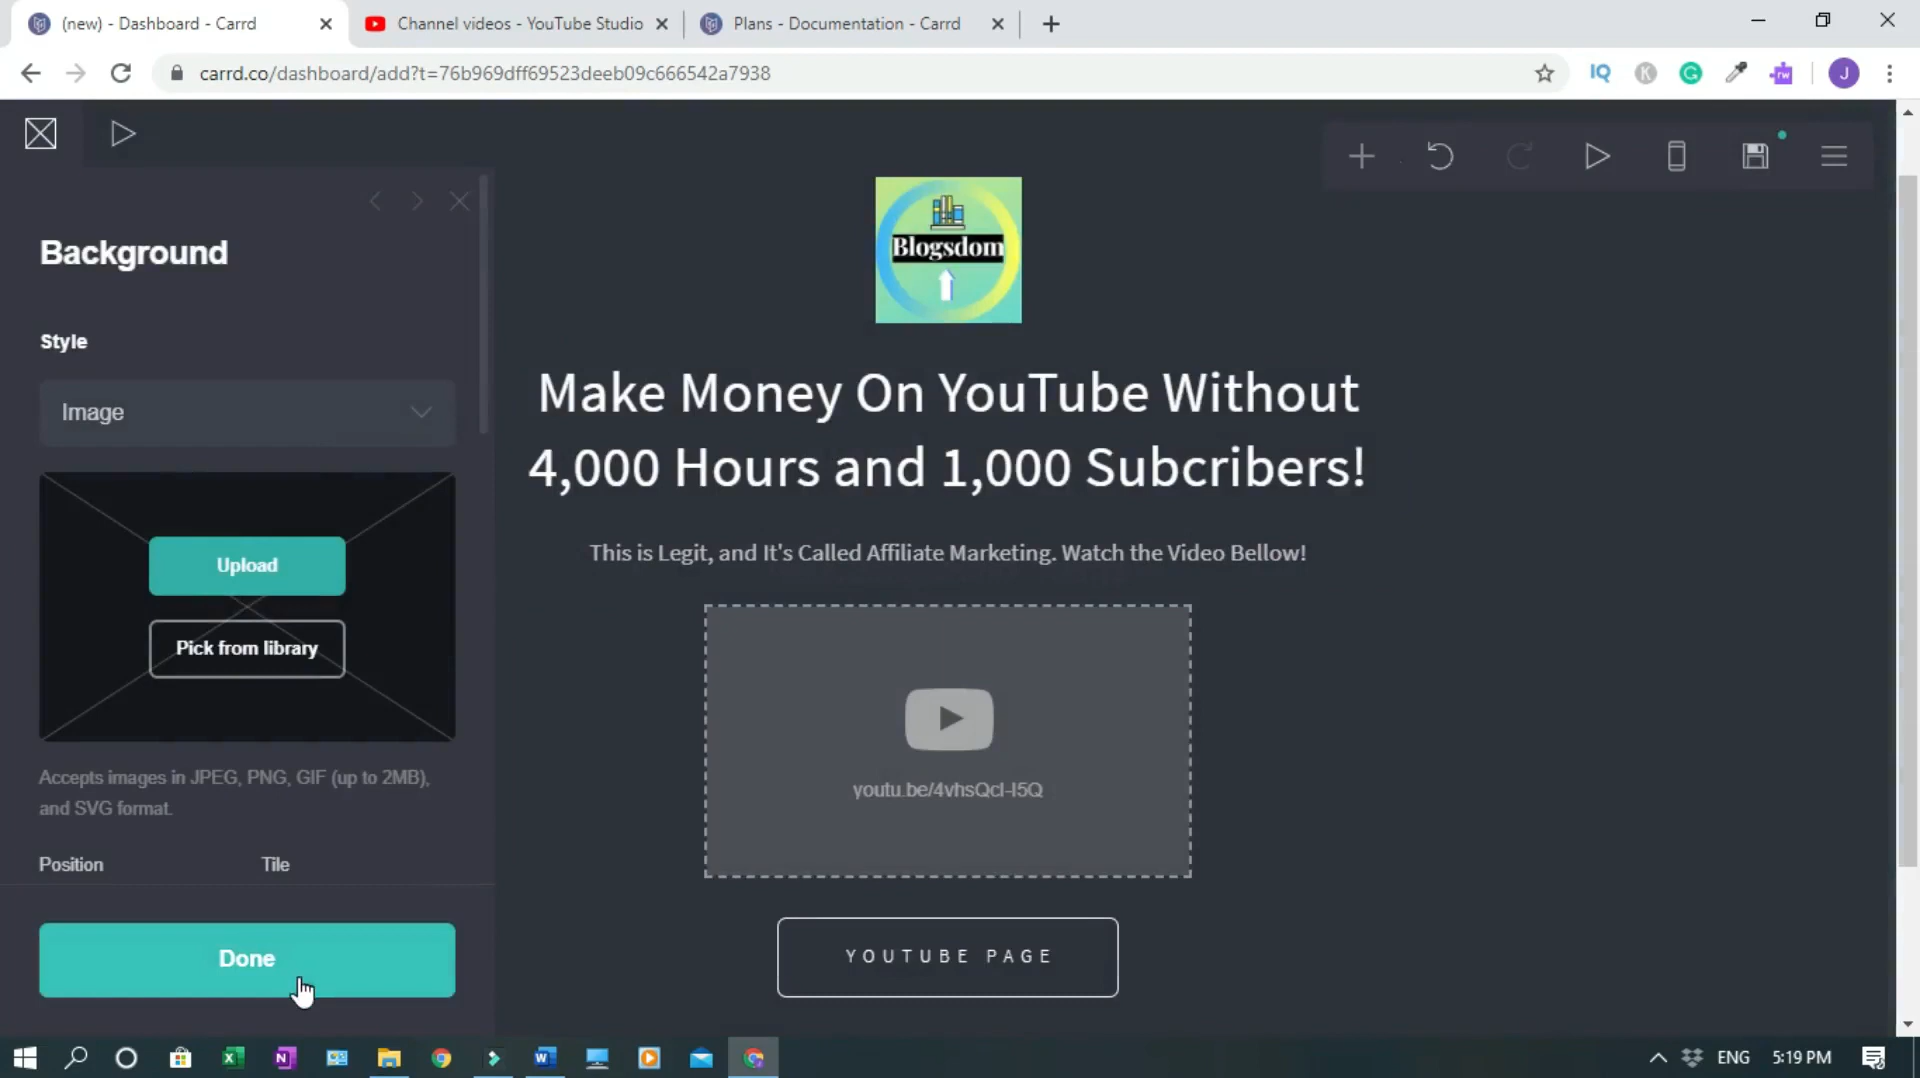 (new) - Dashboard - Carrd
Channel videos - YouTube Studio
Plans - Documentation - Carrd
carrd.co/dashboard/add?t=76b969dff69523deeb09c666542a7938
IQ
K
G
rw
J
Background
Style
Image
Upload
Pick from library
Accepts images in JPEG, PNG, GIF (up to 2MB),
and SVG format.
Position Tile
Done
Blogsdom
Make Money On YouTube Without
4,000 Hours and 1,000 Subcribers!
This is Legit, and It's Called Affiliate Marketing. Watch the Video Bellow!
youtu.be/4vhsQcI-I5Q
YOUTUBE PAGE
ENG 5:19 PM